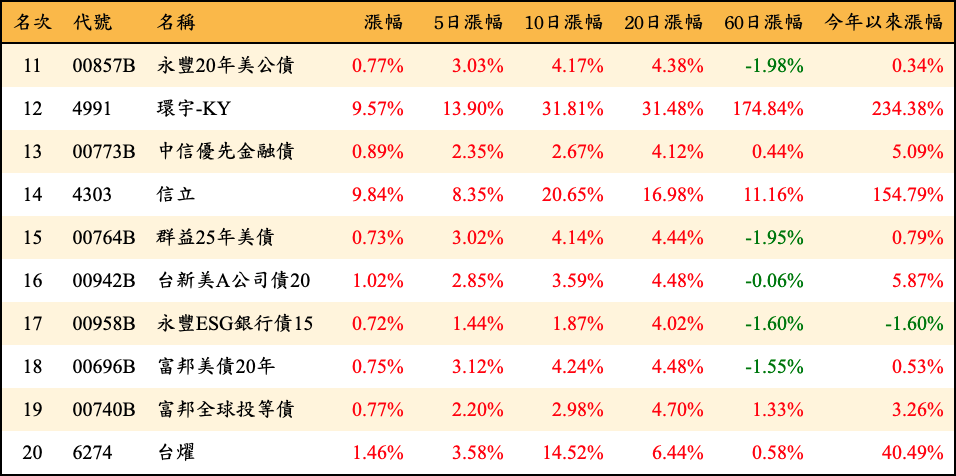 名次 代號 名稱 漲幅 5日漲幅 10日漲幅 20日漲幅 60日漲幅 今年以來漲幅
11 00857B 永豐20年美公債 0.77% 3.03% 4.17% 4.38% -1.98% 0.34%
12 4991 環宇-KY 9.57% 13.90% 31.81% 31.48% 174.84% 234.38%
13 00773B 中信優先金融債 0.89% 2.35% 2.67% 4.12% 0.44% 5.09%
14 4303 信立 9.84% 8.35% 20.65% 16.98% 11.16% 154.79%
15 00764B 群益25年美債 0.73% 3.02% 4.14% 4.44% -1.95% 0.79%
16 00942B 台新美A公司債20 1.02% 2.85% 3.59% 4.48% -0.06% 5.87%
17 00958B 永豐ESG銀行債15 0.72% 1.44% 1.87% 4.02% -1.60% -1.60%
18 00696B 富邦美債20年 0.75% 3.12% 4.24% 4.48% -1.55% 0.53%
19 00740B 富邦全球投等債 0.77% 2.20% 2.98% 4.70% 1.33% 3.26%
20 6274 台燿 1.46% 3.58% 14.52% 6.44% 0.58% 40.49%